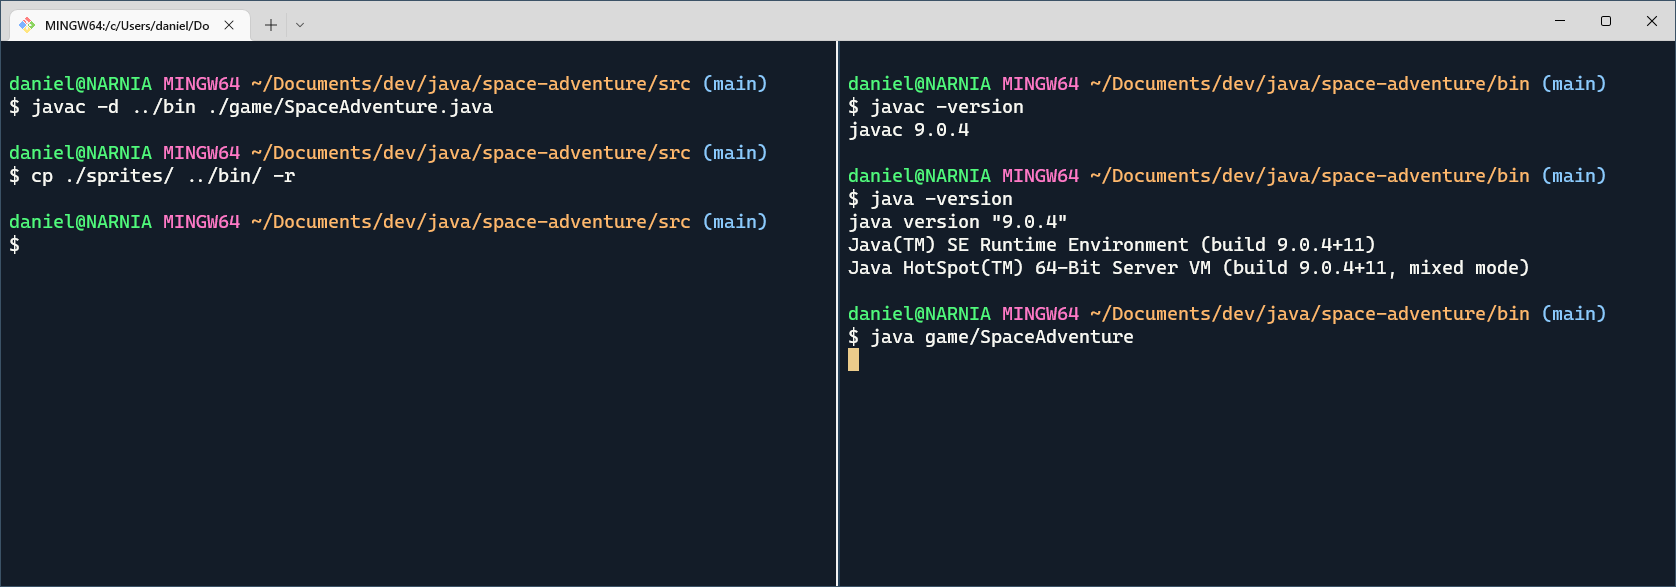 MINGW64:/c/Users/daniel/Do
daniel@NARNIA MINGW64 ~/Documents/dev/java/space-adventure/src (main)
$ javac -d ../bin ./game/SpaceAdventure.java
daniel@NARNIA MINGW64 ~/Documents/dev/java/space-adventure/src (main)
$ cp ./sprites/ ../bin/ -r
daniel@NARNIA MINGW64 ~/Documents/dev/java/space-adventure/src (main)
$
daniel@NARNIA MINGW64 ~/Documents/dev/java/space-adventure/bin (main)
$ javac -version
javac 9.0.4
daniel@NARNIA MINGW64 ~/Documents/dev/java/space-adventure/bin (main)
$ java -version
java version "9.0.4"
Java(TM) SE Runtime Environment (build 9.0.4+11)
Java HotSpot(TM) 64-Bit Server VM (build 9.0.4+11, mixed mode)
daniel@NARNIA MINGW64 ~/Documents/dev/java/space-adventure/bin (main)
$ java game/SpaceAdventure